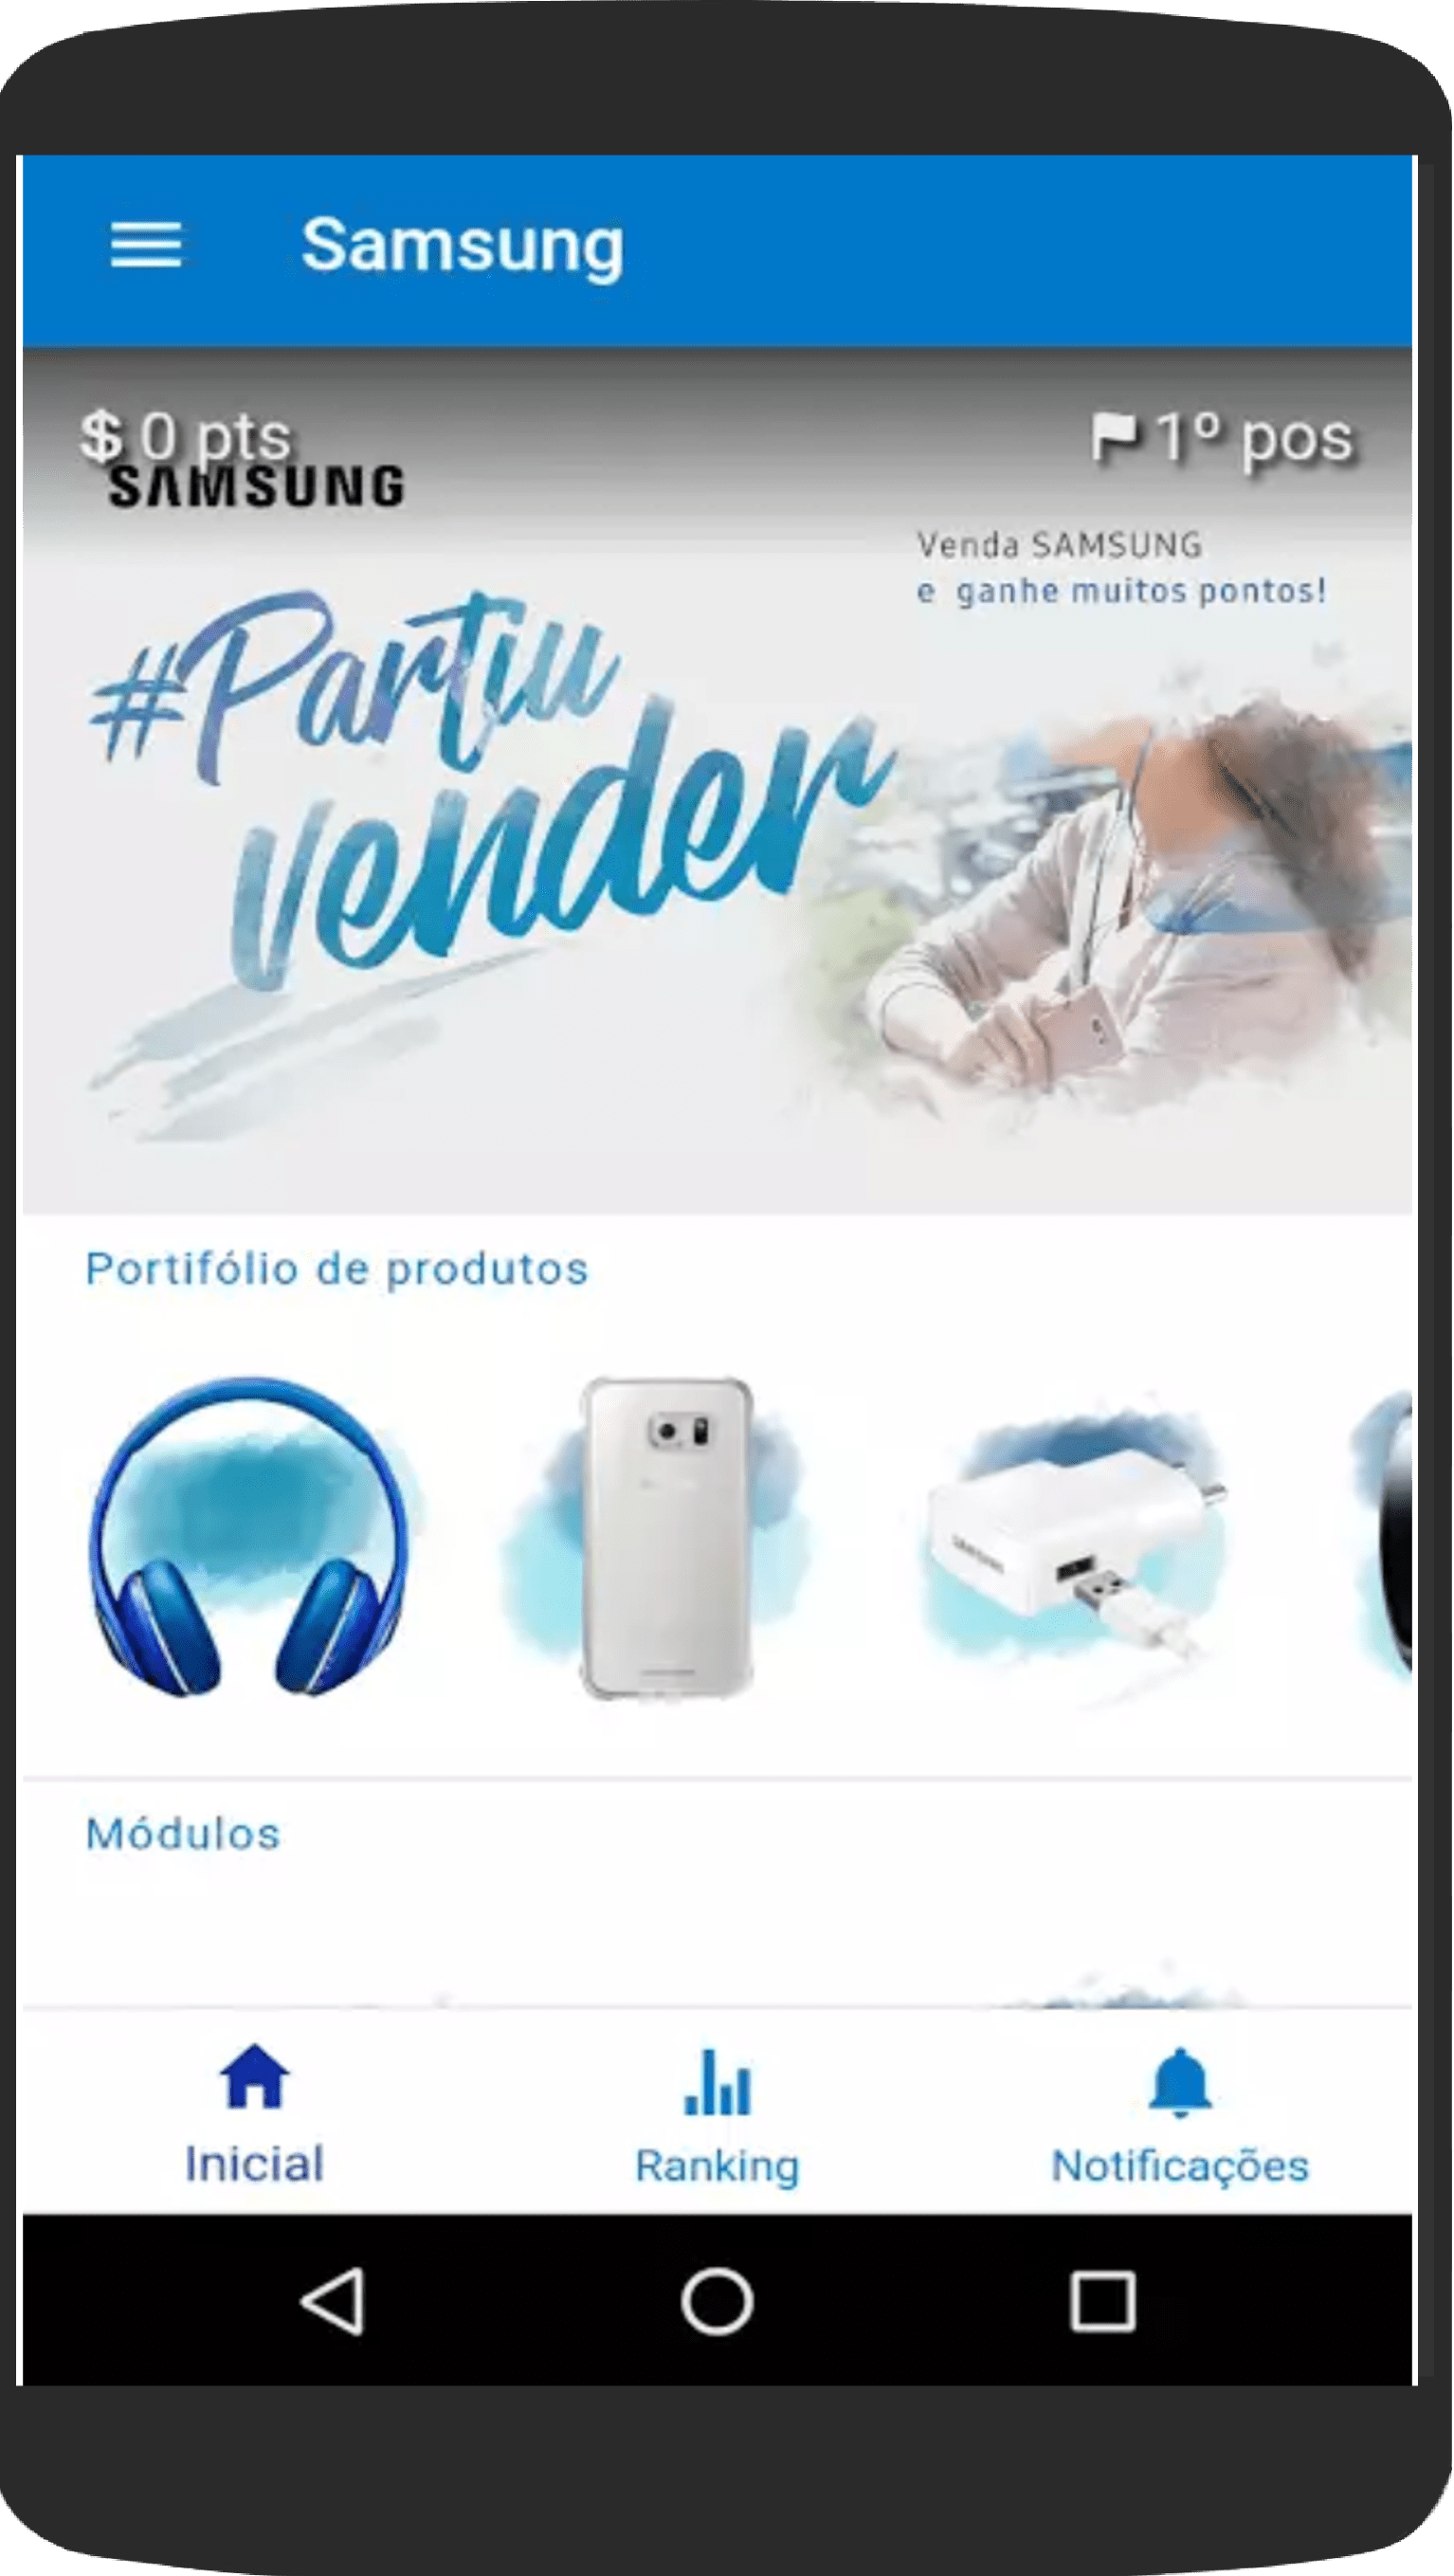 Samsung
$ 0 pts
1º pos
SAMSUNG
Venda SAMSUNG
e ganhe muitos pontos!
#Partiu
vender
Portifólio de produtos
SAMSUNG
Módulos
Inicial
Ranking
Notificações